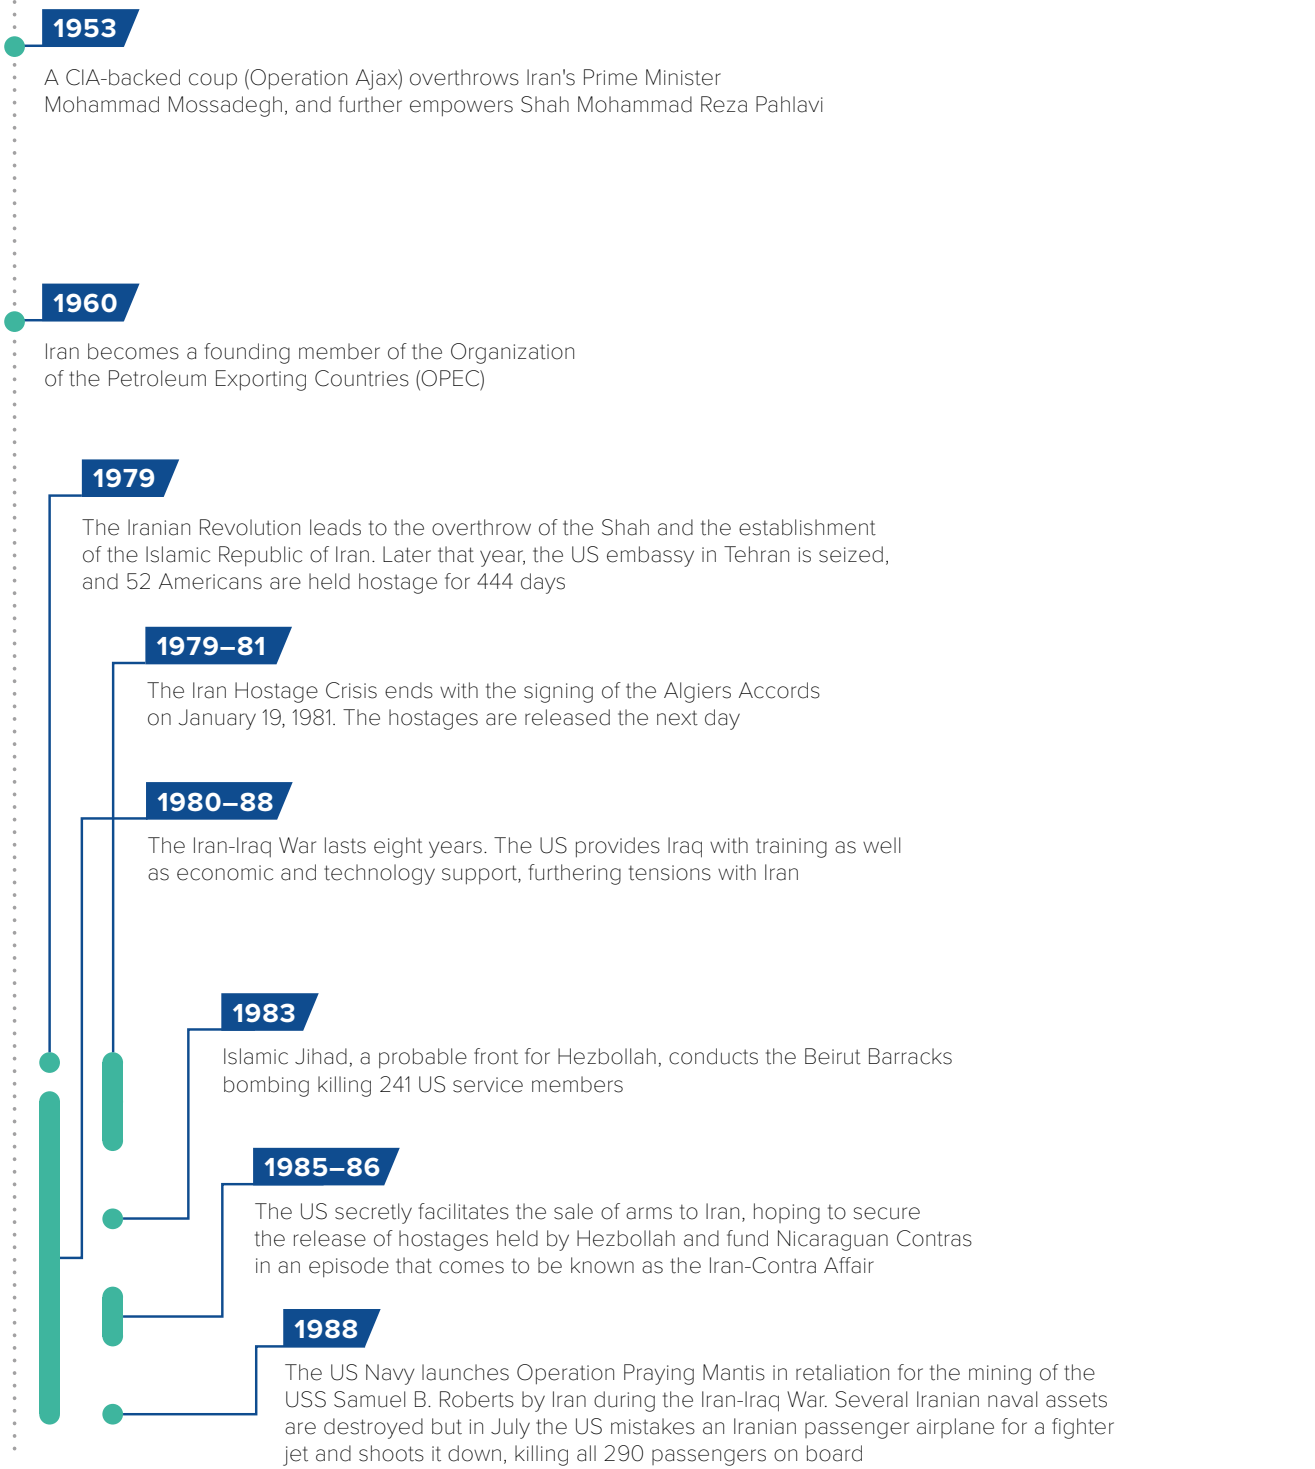 1953
A CIA-backed coup (Operation Ajax) overthrows Iran's Prime Minister
Mohammad Mossadegh, and further empowers Shah Mohammad Reza Pahlavi
1960
Iran becomes a founding member of the Organization
of the Petroleum Exporting Countries (OPEC)
1979
The Iranian Revolution leads to the overthrow of the Shah and the establishment
of the Islamic Republic of Iran. Later that year, the US embassy in Tehran is seized,
and 52 Americans are held hostage for 444 days
1979–81
The Iran Hostage Crisis ends with the signing of the Algiers Accords
on January 19, 1981. The hostages are released the next day
1980–88
The Iran-Iraq War lasts eight years. The US provides Iraq with training as well
as economic and technology support, furthering tensions with Iran
1983
Islamic Jihad, a probable front for Hezbollah, conducts the Beirut Barracks
bombing killing 241 US service members
1985–86
The US secretly facilitates the sale of arms to Iran, hoping to secure
the release of hostages held by Hezbollah and fund Nicaraguan Contras
in an episode that comes to be known as the Iran-Contra Affair
1988
The US Navy launches Operation Praying Mantis in retaliation for the mining of the
USS Samuel B. Roberts by Iran during the Iran-Iraq War. Several Iranian naval assets
are destroyed but in July the US mistakes an Iranian passenger airplane for a fighter
jet and shoots it down, killing all 290 passengers on board